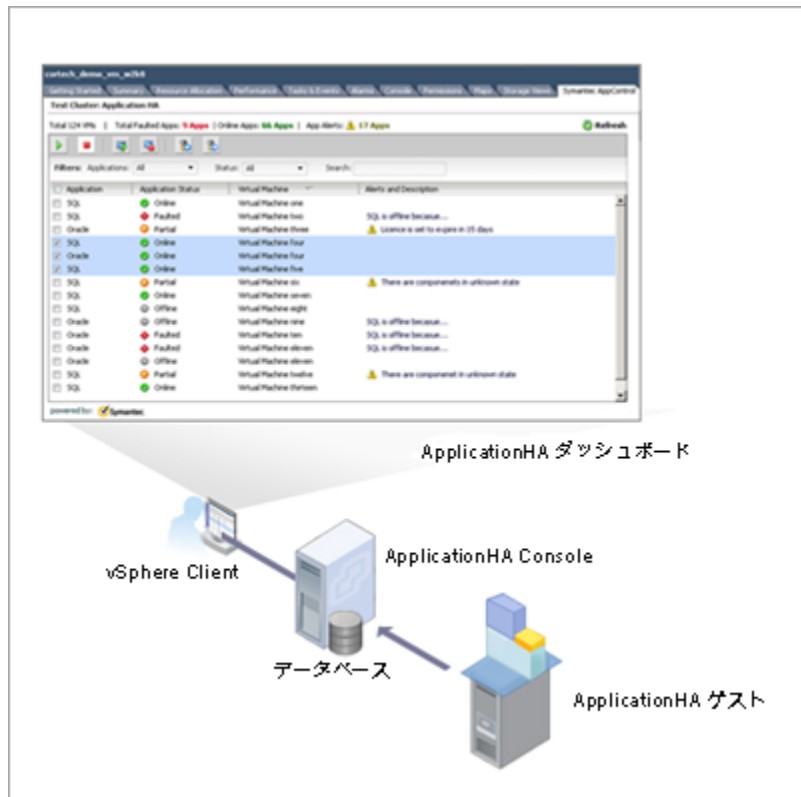 cortech_demo_vm_w2k8
Getting Started Summary Resource Allocation Performance Tasks & Events Alarms Console Permissions Maps Storage Views Symantec AppControl
Test Cluster: Application HA
Total 124 VMs | Total Faulted Apps: 9 Apps | Online Apps: 66 Apps | App Alerts: 17 Apps Refresh
Filters: Applications: All Status: All Search:
Application Application Status Virtual Machine Alerts and Description
SQL Online Virtual Machine one
SQL Faulted Virtual Machine two SQL is offline becasue...
Oracle Partial Virtual Machine three Licence is set to expire in 15 days
SQL Online Virtual Machine four
Oracle Online Virtual Machine four
SQL Online Virtual Machine five
SQL Partial Virtual Machine six There are componenets in unknown state
SQL Online Virtual Machine seven
SQL Offline Virtual Machine eight
Oracle Offline Virtual Machine nine SQL is offline becasue...
Oracle Faulted Virtual Machine ten SQL is offline becasue...
Oracle Faulted Virtual Machine eleven SQL is offline becasue...
Oracle Offline Virtual Machine eleven
SQL Partial Virtual Machine twelve There are componemet in unknown state
SQL Online Virtual Machine thirteen
powered by: Symantec.
ApplicationHA ダッシュボード
vSphere Client
ApplicationHA Console
データベース
ApplicationHA ゲスト